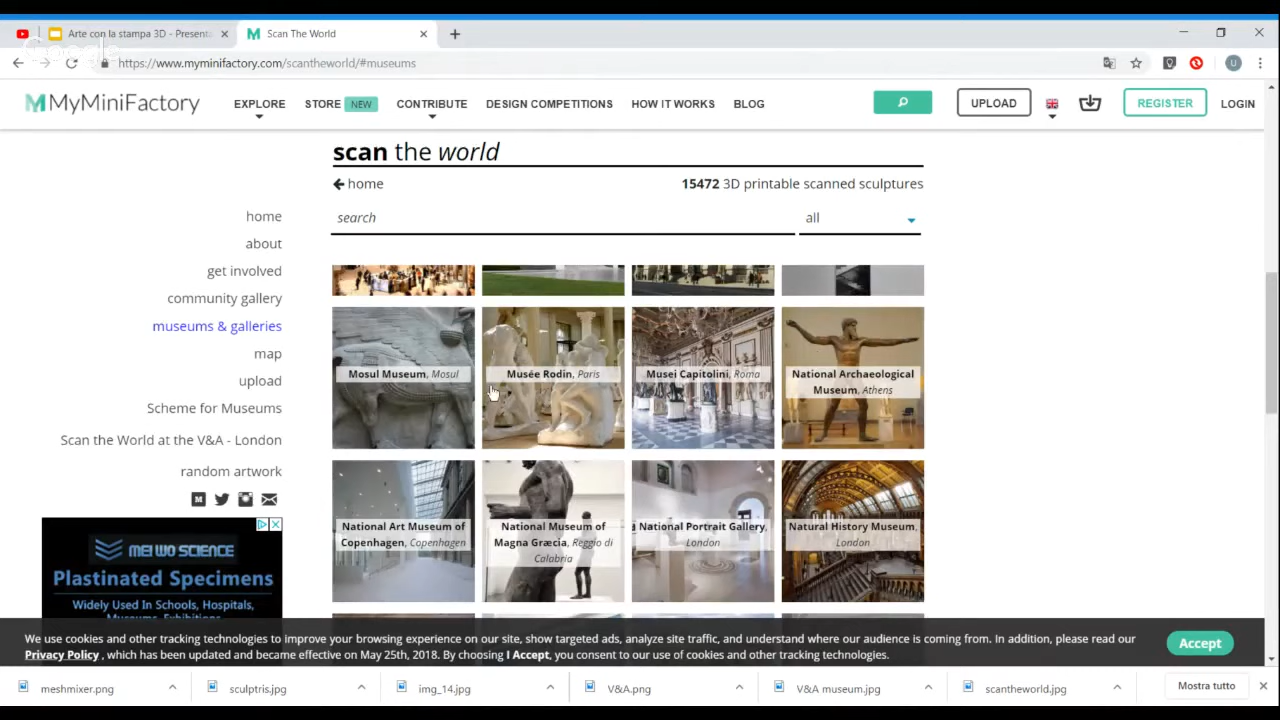 Arte con la stampa 3D - Presenta
Scan The World
Google
https://www.myminifactory.com/scantheworld/#museums
U
MyMiniFactory
EXPLORE
STORE
NEW
CONTRIBUTE
DESIGN COMPETITIONS
HOW IT WORKS
BLOG
UPLOAD
REGISTER
LOGIN
scan the world
home
15472 3D printable scanned sculptures
search
all
home
about
get involved
community gallery
museums & galleries
map
upload
Scheme for Museums
Scan the World at the V&A - London
random artwork
Mosul Museum, Mosul
Musée Rodin, Paris
Musei Capitolini, Roma
National Archaeological
Museum, Athens
National Art Museum of
Copenhagen, Copenhagen
National Museum of
Magna Græcia, Reggio di
Calabria
National Portrait Gallery,
London
Natural History Museum,
London
MEI WO SCIENCE
Plastinated Specimens
Widely Used In Schools, Hospitals,
Museums, Exhibitions
We use cookies and other tracking technologies to improve your browsing experience on our site, show targeted ads, analyze site traffic, and understand where our audience is coming from. In addition, please read our
Privacy Policy , which has been updated and became effective on May 25th, 2018. By choosing I Accept, you consent to our use of cookies and other tracking technologies.
Accept
meshmixer.png
sculptris.jpg
img_14.jpg
V&A.png
V&A museum.jpg
scantheworld.jpg
Mostra tutto